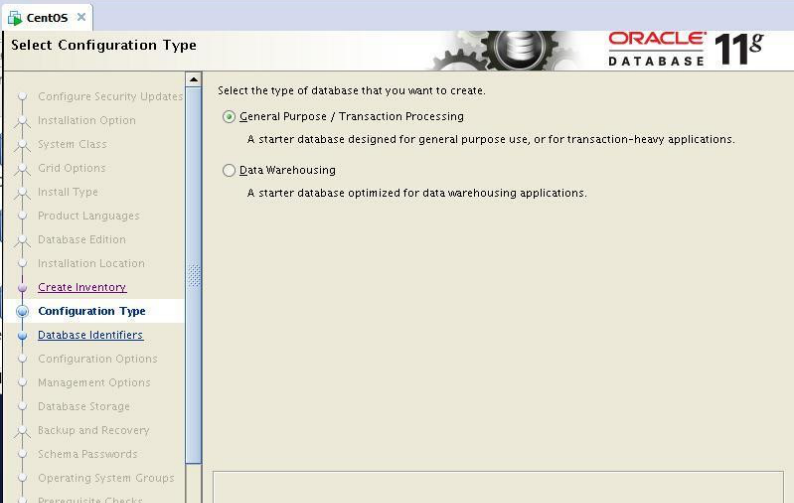 CentOS
Select Configuration Type
ORACLE
DATABASE 11g
Configure Security Updates
Installation Option
System Class
Grid Options
Install Type
Product Languages
Database Edition
Installation Location
Create Inventory
Configuration Type
Database Identifiers
Configuration Options
Management Options
Database Storage
Backup and Recovery
Schema Passwords
Operating System Groups
Prerequisite Checks
Select the type of database that you want to create.
General Purpose / Transaction Processing
A starter database designed for general purpose use, or for transaction-heavy applications.
Data Warehousing
A starter database optimized for data warehousing applications.